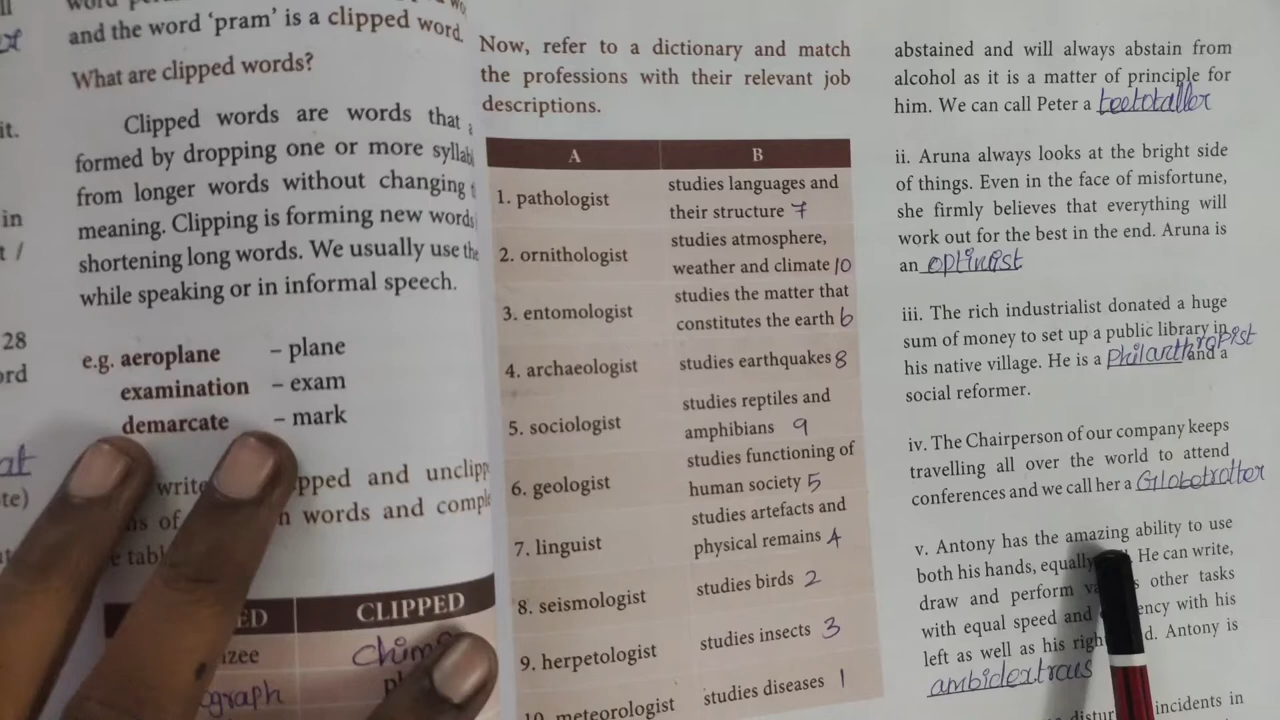 and the word ‘pram’ is a clipped word.
What are clipped words?
Clipped words are words that
formed by dropping one or more
from longer words without changing
meaning. Clipping is forming new words
shortening long words. We usually use the
while speaking or in informal speech.
e.g. aeroplane – plane
examination – exam
demarcate – mark
words and
CLIPPED
it.
in
28
Now, refer to a dictionary and match
the professions with their relevant job
descriptions.
A B
1. pathologist studies languages and
their structure 7
2. ornithologist studies atmosphere,
weather and climate 10
3. entomologist studies the matter that
constitutes the earth 6
4. archaeologist studies earthquakes 8
5. sociologist studies reptiles and
amphibians 9
6. geologist studies functioning of
human society 5
7. linguist studies artefacts and
physical remains 4
8. seismologist studies birds 2
9. herpetologist studies insects 3
10. meteorologist studies diseases 1
abstained and will always abstain from
alcohol as it is a matter of principle for
him. We can call Peter a teetotaller
ii. Aruna always looks at the bright side
of things. Even in the face of misfortune,
she firmly believes that everything will
work out for the best in the end. Aruna is
an optimist
iii. The rich industrialist donated a huge
sum of money to set up a public library in
his native village. He is a philanthropist and a
social reformer.
iv. The Chairperson of our company keeps
travelling all over the world to attend
conferences and we call her a Globetrotter
v. Antony has the amazing ability to use
both his hands, equally He can write,
draw and perform other tasks
with equal speed and with his
left as well as his Antony is
ambidextrous
incidents in